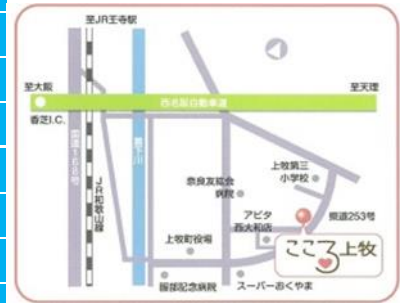 至JR王寺駅
至大阪
至天理
西名阪自動車道
香芝I.C.
国道168号
JR和歌山線
葛下川
上牧第三
小学校
奈良友紘会
病院
アピタ
西大和店
県道253号
上牧町役場
こころ上牧
服部記念病院
スーパーおくやま